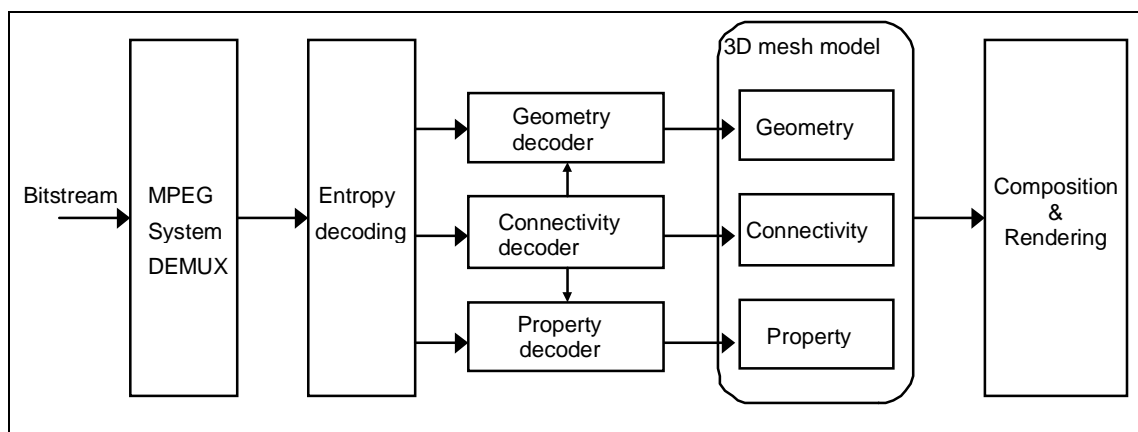 3D mesh model
Bitstream
MPEG
System
DEMUX
Entropy
decoding
Geometry
decoder
Connectivity
decoder
Property
decoder
Geometry
Connectivity
Property
Composition
&
Rendering